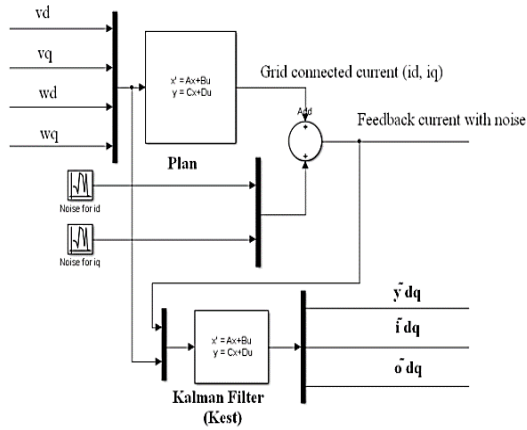 vd
vq
wd
wq
x' = Ax+Bu
y = Cx+Du
Plan
Grid connected current (id, iq)
Add
+
+
Feedback current with noise
Noise for id
Noise for iq
x' = Ax+Bu
y = Cx+Du
Kalman Filter
(Kest)
ȳ dq
ī dq
ō dq